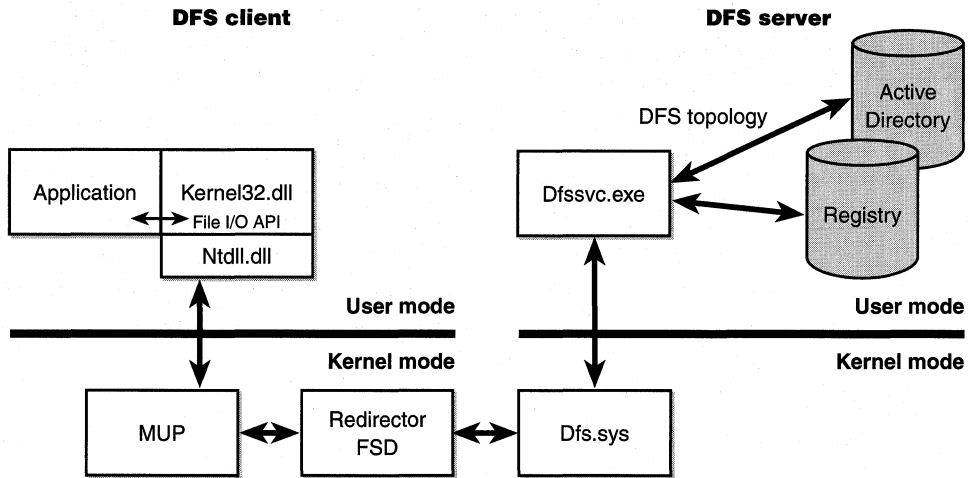 DFS client
DFS server
Active
Directory
DFS topology
Application
Kernel32.dll
File I/O API
Ntdll.dll
Dfssvc.exe
Registry
User mode
User mode
Kernel mode
Kernel mode
MUP
Redirector
FSD
Dfs.sys